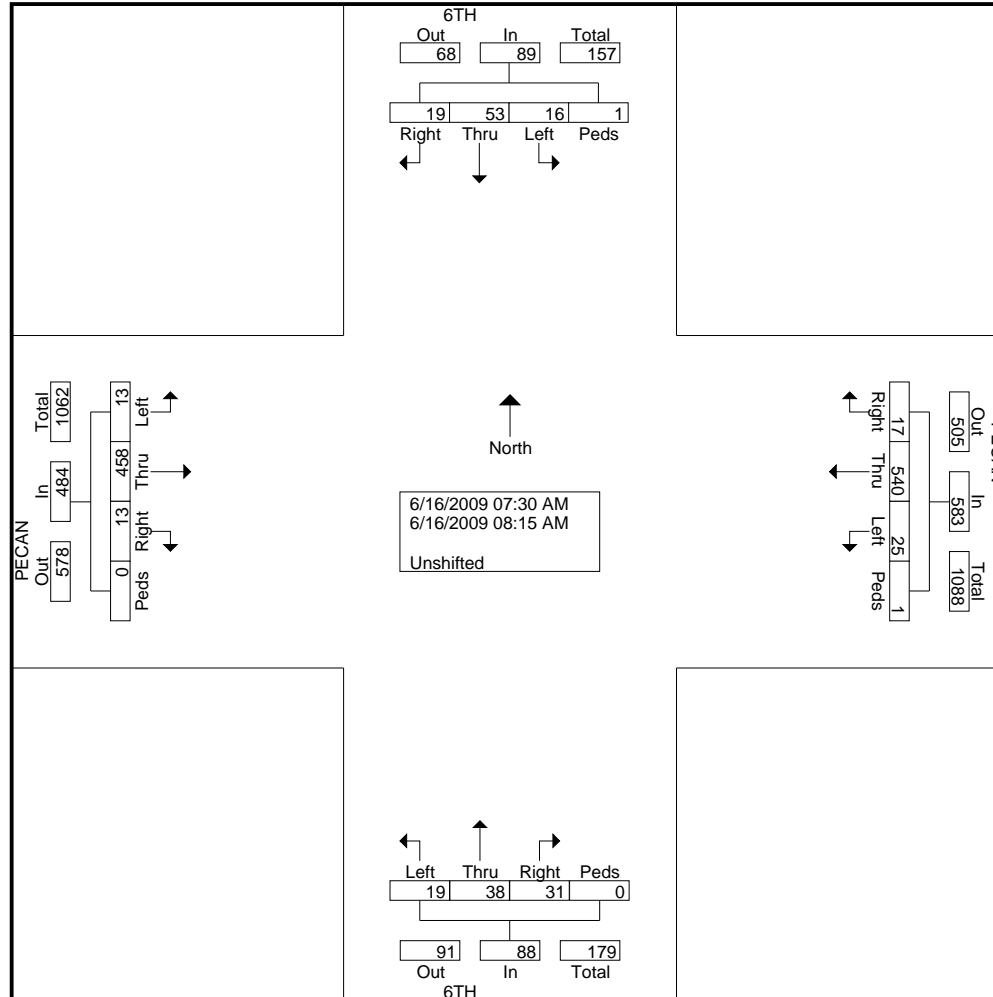 6TH
Out In Total
68 89 157
19 53 16 1
Right Thru Left Peds
Total In Out
1062 484 578
PECAN
13 458 13 0
Left Thru Right Peds
North
6/16/2009 07:30 AM
6/16/2009 08:15 AM
Unshifted
Right Thru Left Peds
17 540 25 1
Out In Total
505 583 1088
Left Thru Right Peds
19 38 31 0
91 88 179
Out In Total
6TH